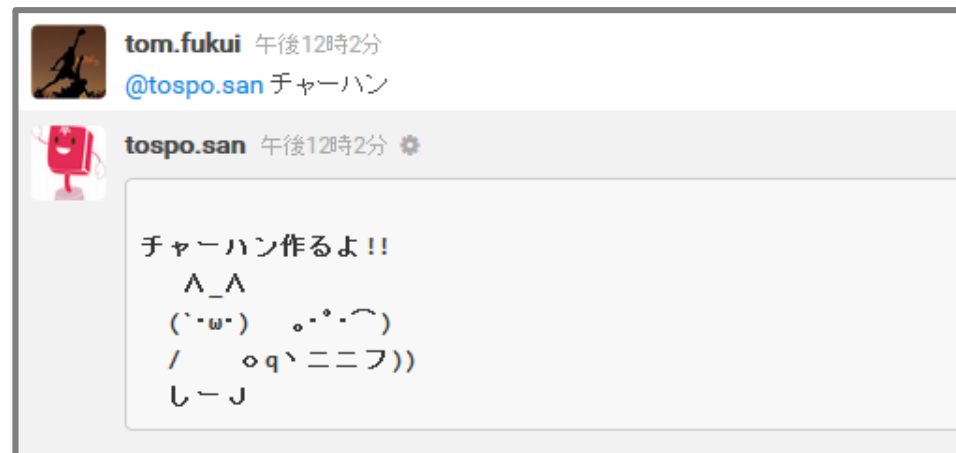 tom.fukui 午後12時2分
@tospo.san チャーハン
tospo.san 午後12時2分
チャーハン作るよ!!
∧_∧
(`･ω･)   。･゚･⌒)
/    ｏq丶ニニフ))
しーＪ